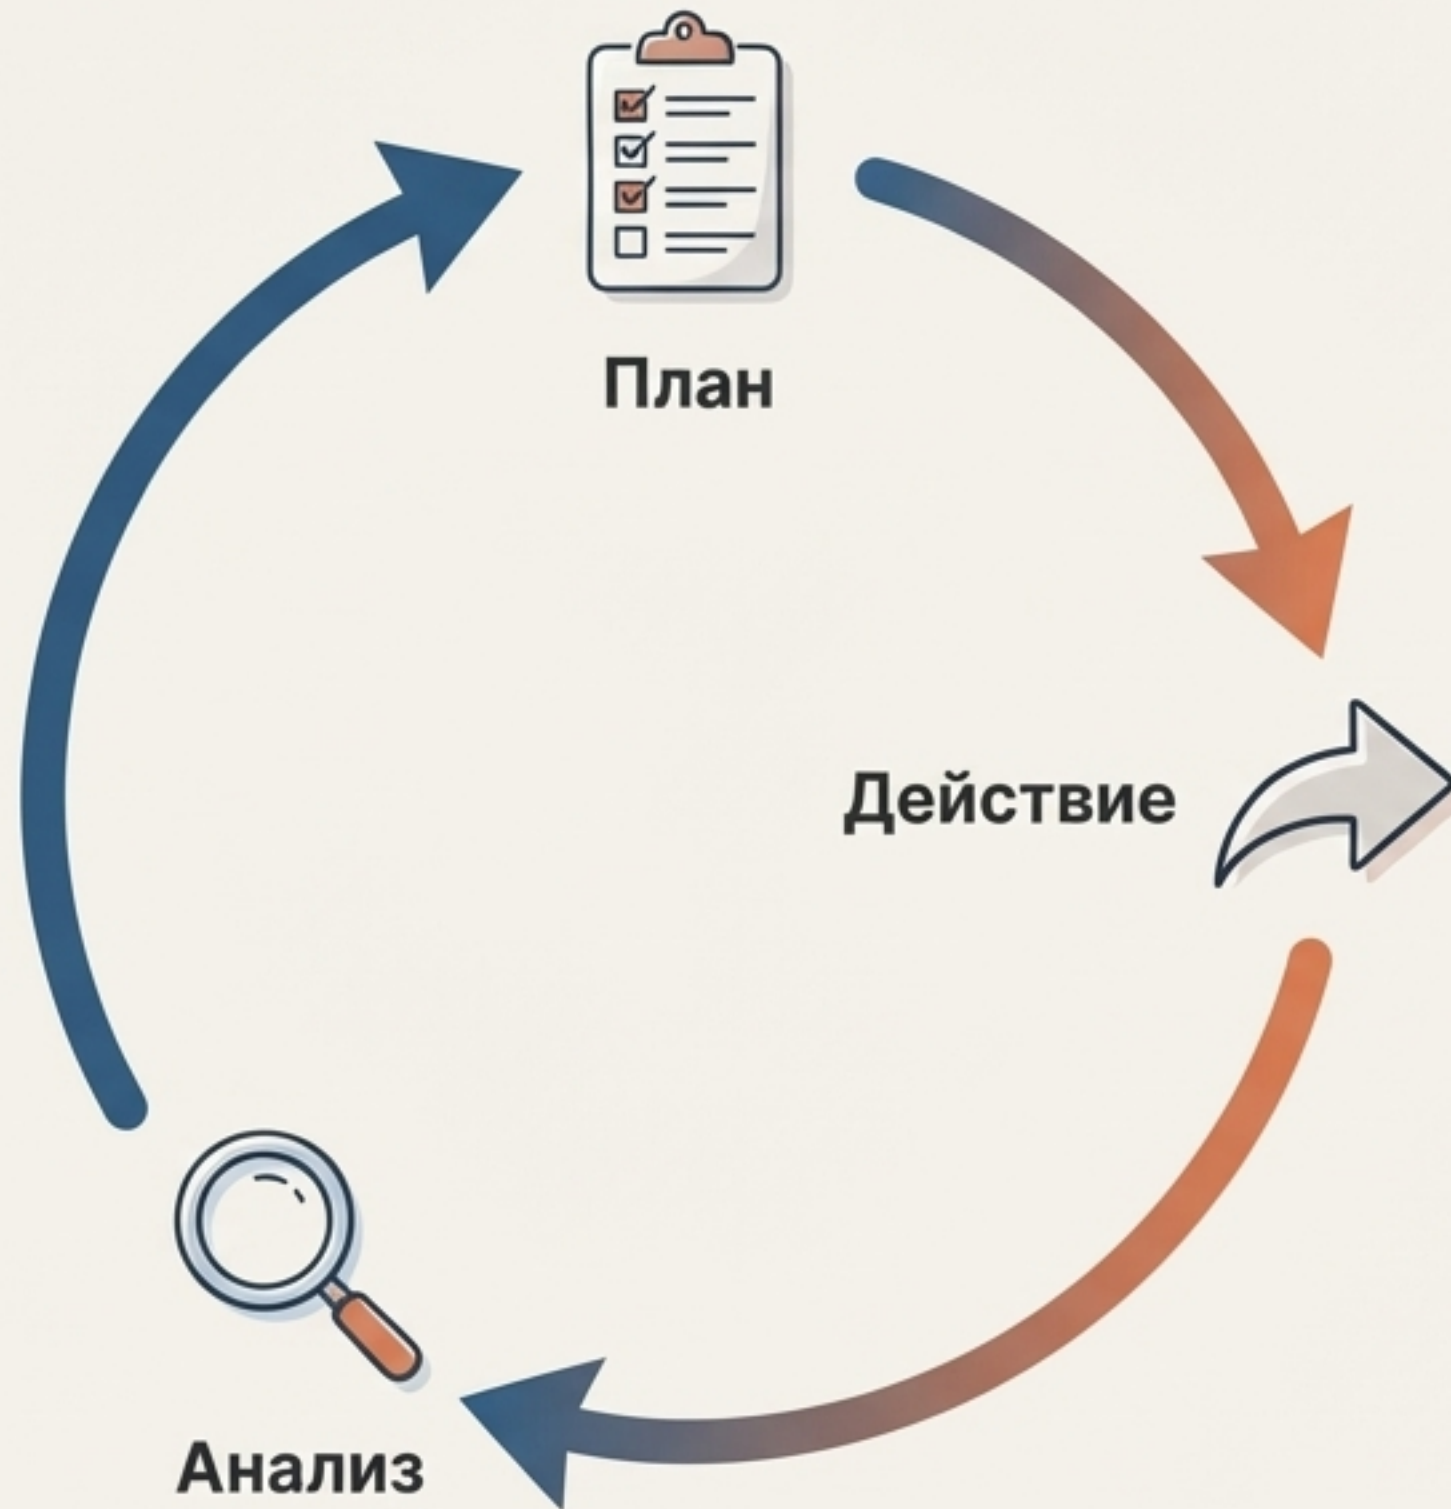 План
Действие
Анализ